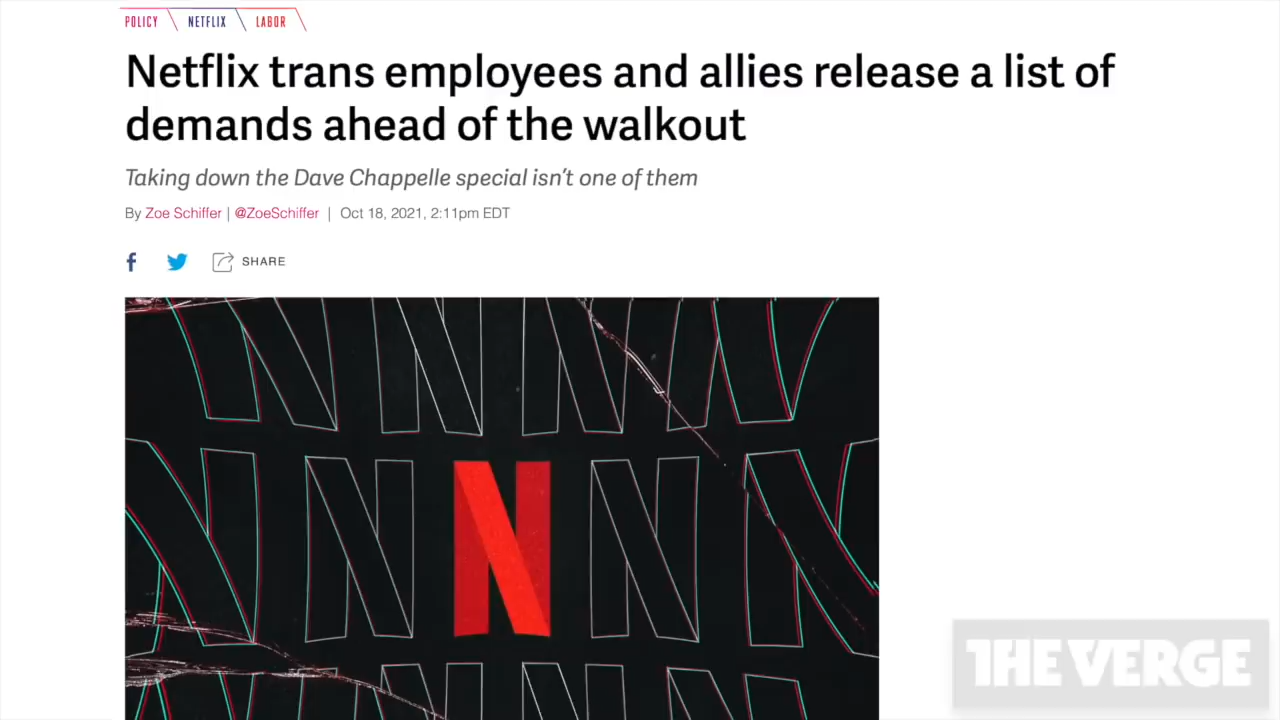 POLICY NETFLIX LABOR
Netflix trans employees and allies release a list of
demands ahead of the walkout
Taking down the Dave Chappelle special isn’t one of them
By Zoe Schiffer | @ZoeSchiffer | Oct 18, 2021, 2:11pm EDT
SHARE
THE VERGE